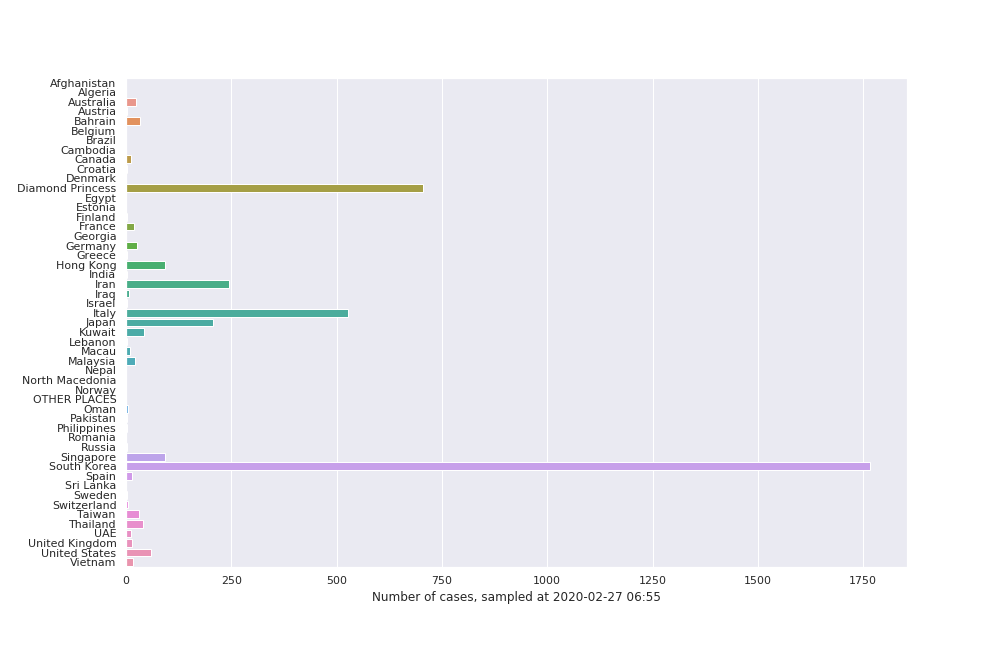 Afghanistan
Algeria
Australia
Austria
Bahrain
Belgium
Brazil
Cambodia
Canada
Croatia
Denmark
Diamond Princess
Egypt
Estonia
Finland
France
Georgia
Germany
Greece
Hong Kong
India
Iran
Iraq
Israel
Italy
Japan
Kuwait
Lebanon
Macau
Malaysia
Nepal
North Macedonia
Norway
OTHER PLACES
Oman
Pakistan
Philippines
Romania
Russia
Singapore
South Korea
Spain
Sri Lanka
Sweden
Switzerland
Taiwan
Thailand
UAE
United Kingdom
United States
Vietnam
0 250 500 750 1000 1250 1500 1750
Number of cases, sampled at 2020-02-27 06:55